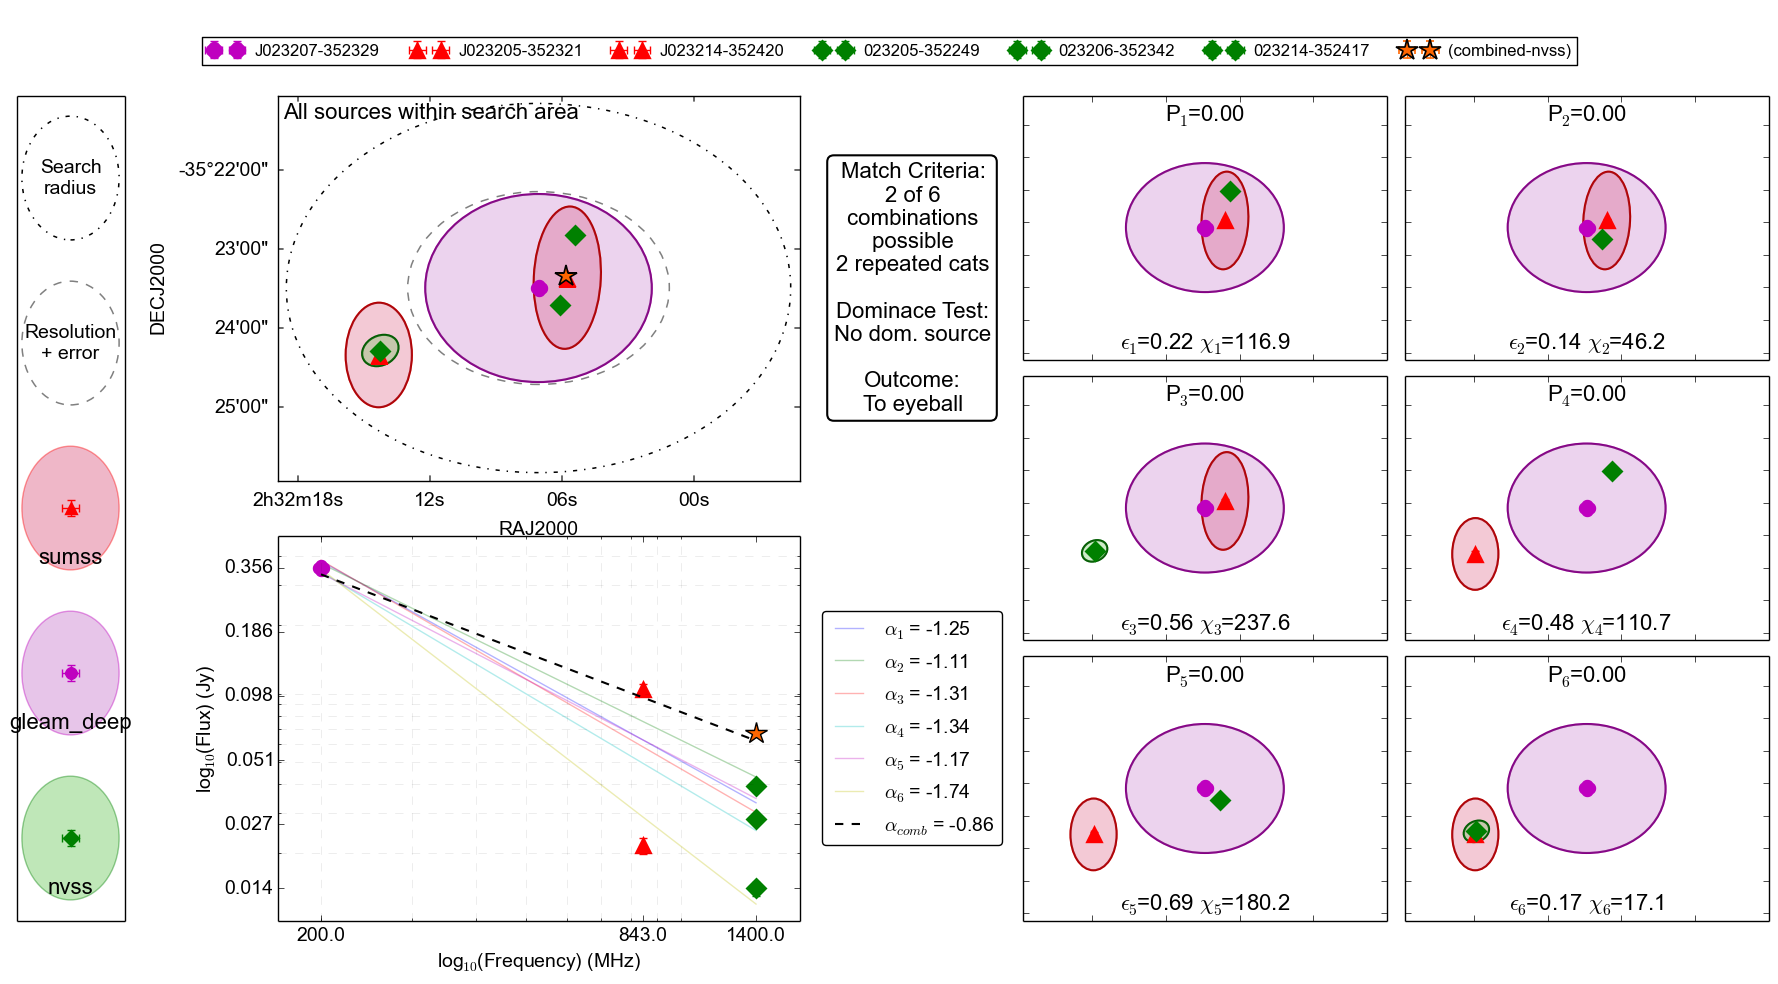 J023207-352329 J023205-352321 J023214-352420 023205-352249 023206-352342 023214-352417 (combined-nvss)
Search
radius
Resolution
+ error
sumss
gleam_deep
nvss
All sources within search area
DECJ2000
-35°22'00"
23'00"
24'00"
25'00"
2h32m18s 12s 06s 00s
RAJ2000
log10(Flux) (Jy)
0.356
0.186
0.098
0.051
0.027
0.014
200.0 843.0 1400.0
log10(Frequency) (MHz)
Match Criteria:
2 of 6
combinations
possible
2 repeated cats
Dominace Test:
No dom. source
Outcome:
To eyeball
α1 = -1.25
α2 = -1.11
α3 = -1.31
α4 = -1.34
α5 = -1.17
α6 = -1.74
αcomb = -0.86
P1=0.00
ϵ1=0.22 χ1=116.9
P2=0.00
ϵ2=0.14 χ2=46.2
P3=0.00
ϵ3=0.56 χ3=237.6
P4=0.00
ϵ4=0.48 χ4=110.7
P5=0.00
ϵ5=0.69 χ5=180.2
P6=0.00
ϵ6=0.17 χ6=17.1